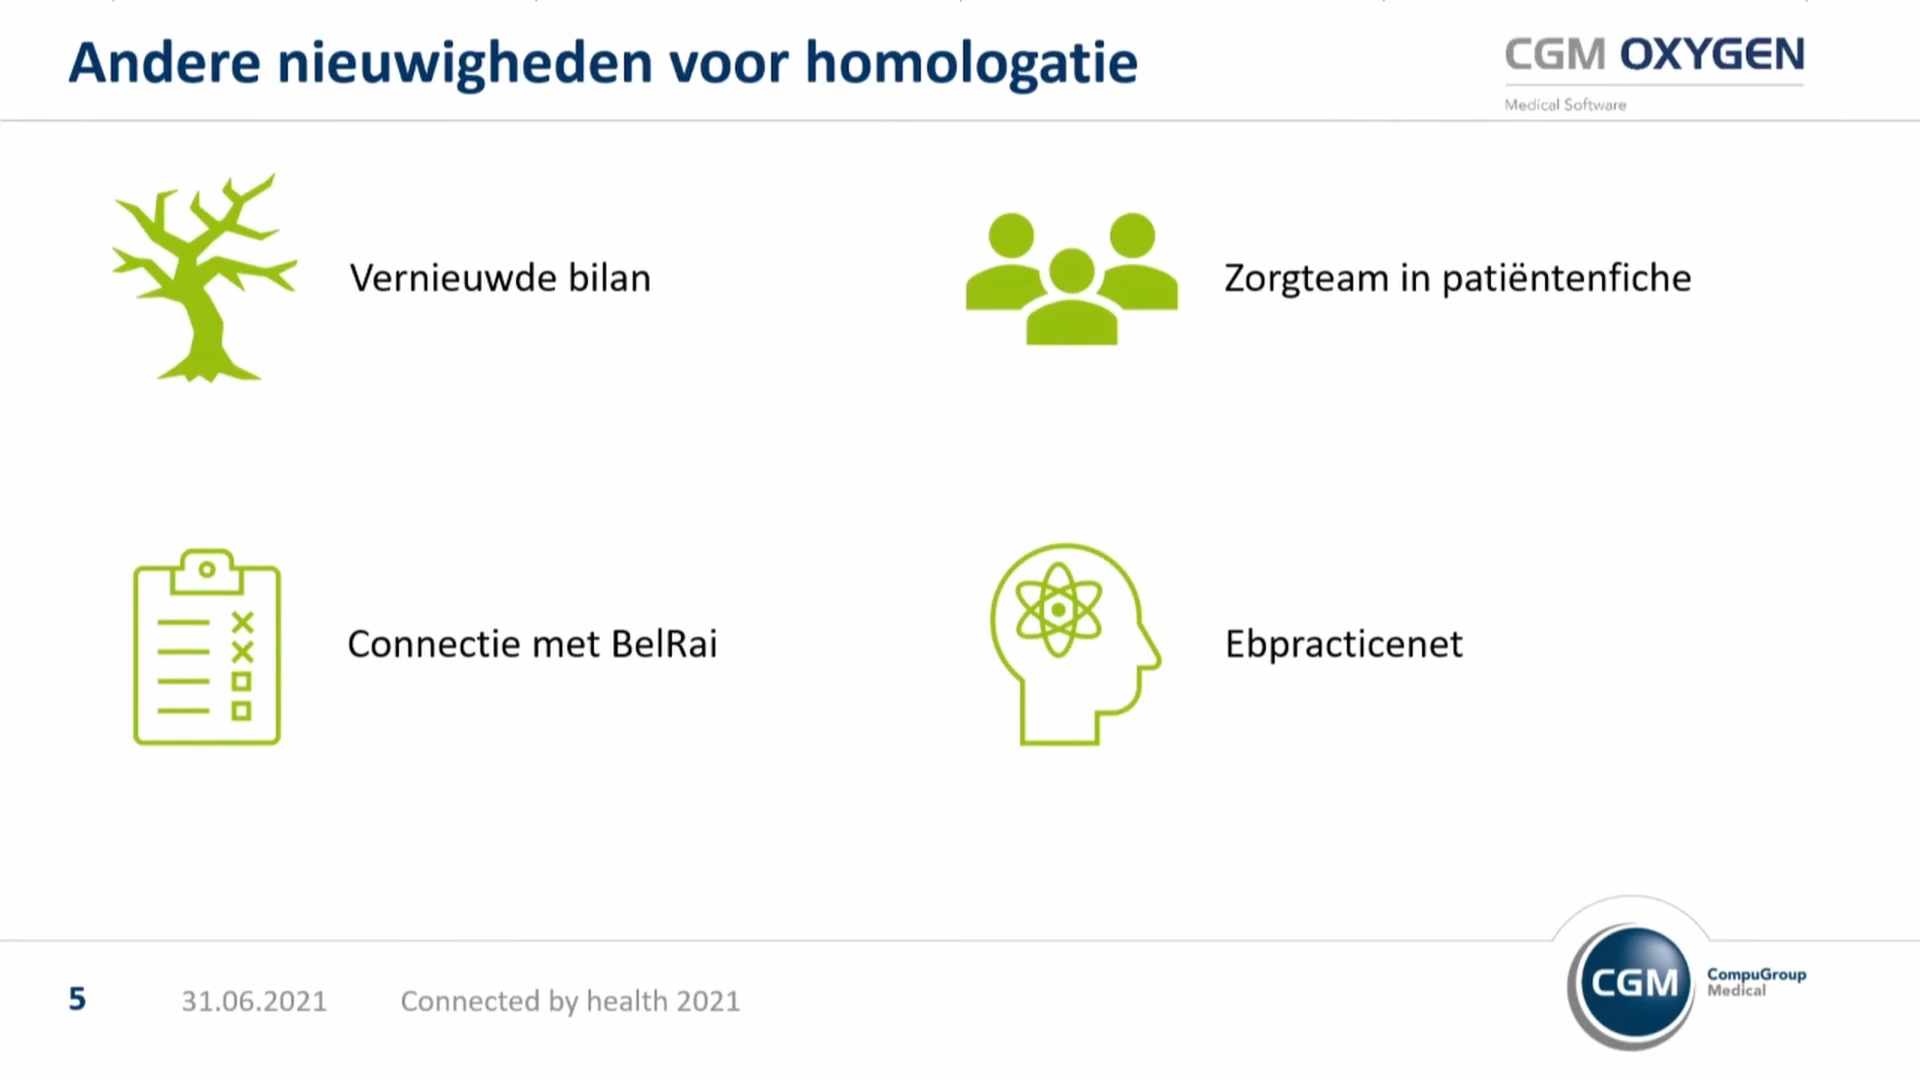 Andere nieuwigheden voor homologatie
CGM OXYGEN
Medical Software
Vernieuwde bilan
Zorgteam in patiëntenfiche
Connectie met BelRai
Ebpracticenet
5
31.06.2021
Connected by health 2021
CGM
CompuGroup
Medical